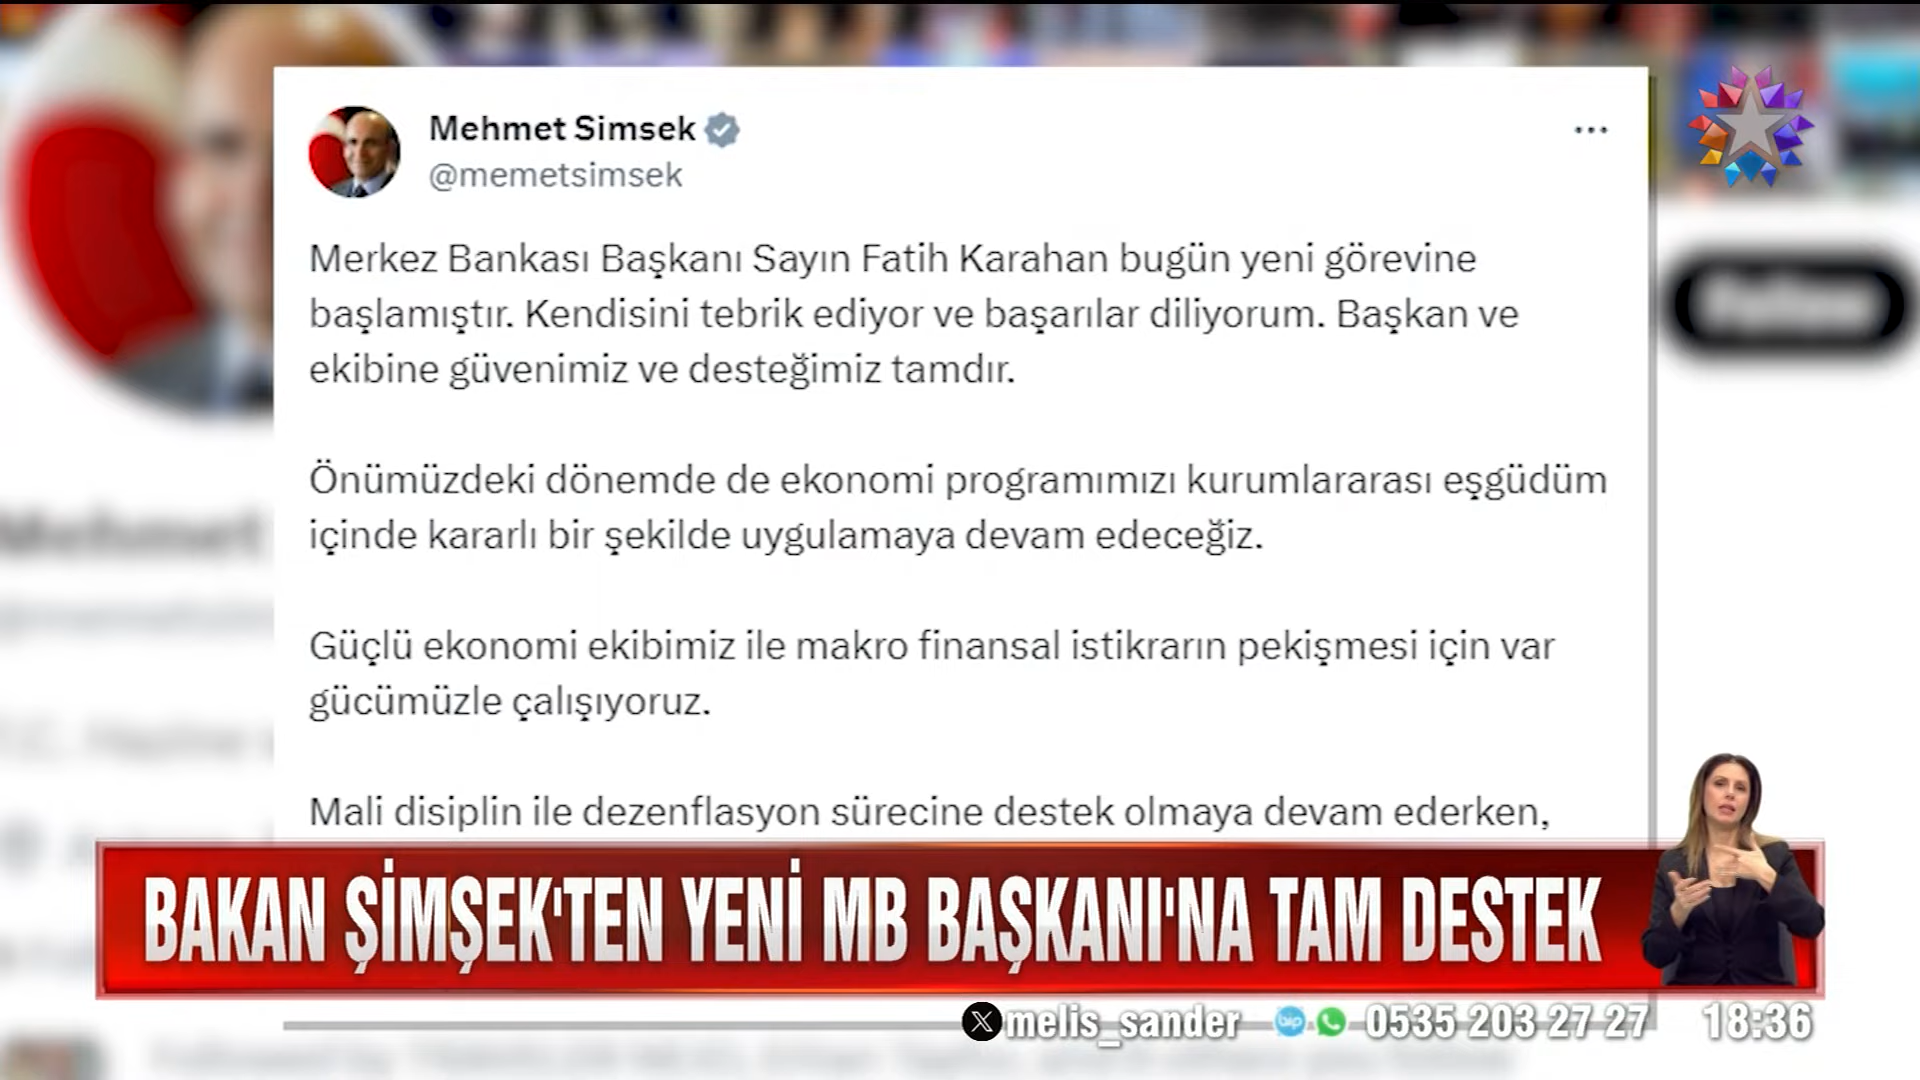 Mehmet Simsek
@memetsimsek
Merkez Bankası Başkanı Sayın Fatih Karahan bugün yeni görevine
başlamıştır. Kendisini tebrik ediyor ve başarılar diliyorum. Başkan ve
ekibine güvenimiz ve desteğimiz tamdır.
Önümüzdeki dönemde de ekonomi programımızı kurumlararası eşgüdüm
içinde kararlı bir şekilde uygulamaya devam edeceğiz.
Güçlü ekonomi ekibimiz ile makro finansal istikrarın pekişmesi için var
gücümüzle çalışıyoruz.
Mali disiplin ile dezenflasyon sürecine destek olmaya devam ederken,
BAKAN ŞİMŞEK'TEN YENİ MB BAŞKANI'NA TAM DESTEK
melis_sander bip 0535 203 27 27 18:36
Mehmet
Follow